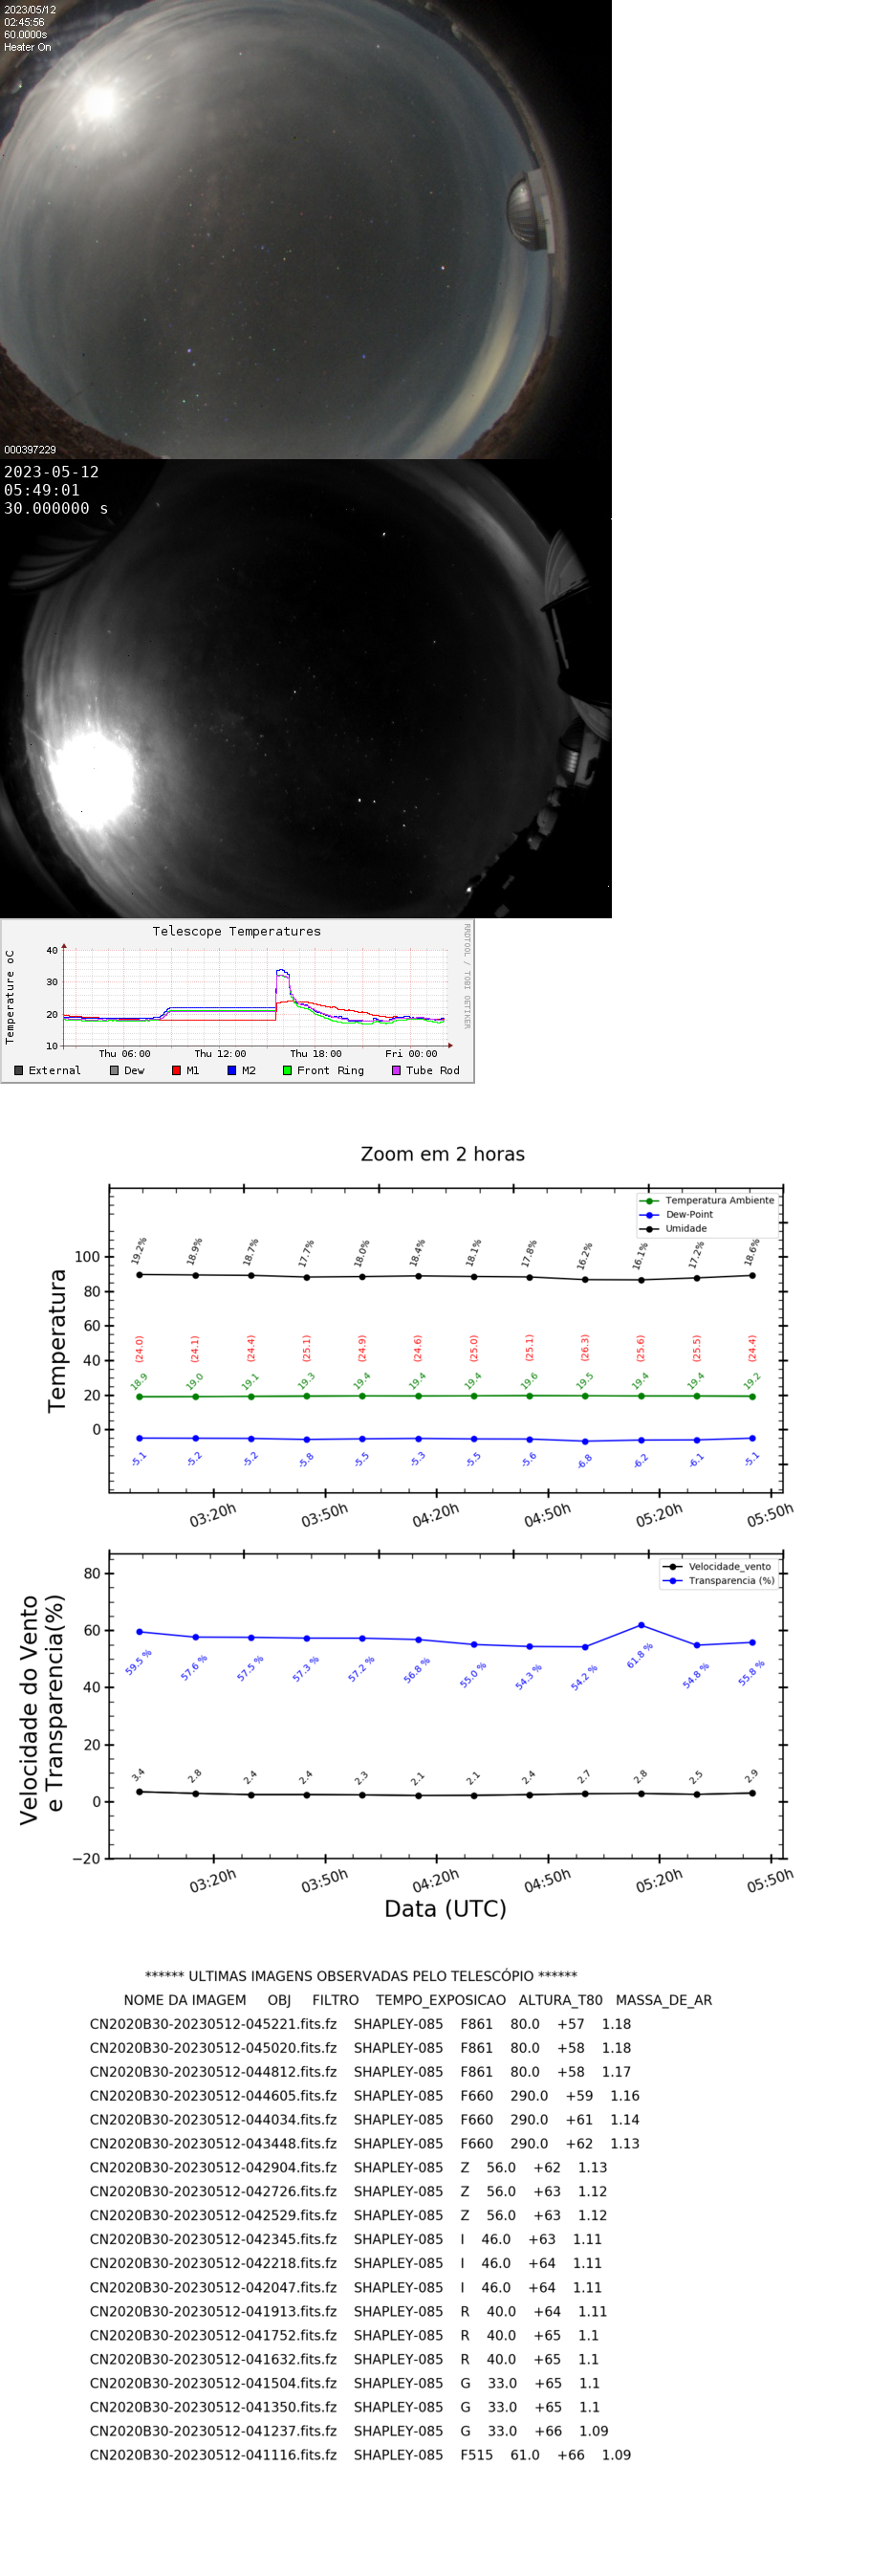 2023/05/12
02:45:56
60.0000s
Heater On
000397229
2023-05-12
05:49:01
30.000000 s
Telescope Temperatures
RRDTOOL / TOBI OETIKER
Temperature oC
40
30
20
10
Thu 06:00 Thu 12:00 Thu 18:00 Fri 00:00
External Dew M1 M2 Front Ring Tube Rod
Zoom em 2 horas
Temperatura Ambiente
Dew-Point
Umidade
Temperatura
100
80
60
40
20
0
19.2% 18.9% 18.7% 17.7% 18.0% 18.4% 18.1% 17.8% 16.2% 16.1% 17.2% 18.6%
(24.0) (24.1) (24.4) (25.1) (24.9) (24.6) (25.0) (25.1) (26.3) (25.6) (25.5) (24.4)
18.9 19.0 19.1 19.3 19.4 19.4 19.4 19.6 19.5 19.4 19.4 19.2
-5.1 -5.2 -5.2 -5.8 -5.5 -5.3 -5.5 -5.6 -6.8 -6.2 -6.1 -5.1
03:20h 03:50h 04:20h 04:50h 05:20h 05:50h
Velocidade_vento
Transparencia (%)
Velocidade do Vento
e Transparencia(%)
80
60
40
20
0
−20
59.5 % 57.6 % 57.5 % 57.3 % 57.2 % 56.8 % 55.0 % 54.3 % 54.2 % 61.8 % 54.8 % 55.8 %
3.4 2.8 2.4 2.4 2.3 2.1 2.1 2.4 2.7 2.8 2.5 2.9
03:20h 03:50h 04:20h 04:50h 05:20h 05:50h
Data (UTC)
****** ULTIMAS IMAGENS OBSERVADAS PELO TELESCÓPIO ******
NOME DA IMAGEM OBJ FILTRO TEMPO_EXPOSICAO ALTURA_T80 MASSA_DE_AR
CN2020B30-20230512-045221.fits.fz SHAPLEY-085 F861 80.0 +57 1.18
CN2020B30-20230512-045020.fits.fz SHAPLEY-085 F861 80.0 +58 1.18
CN2020B30-20230512-044812.fits.fz SHAPLEY-085 F861 80.0 +58 1.17
CN2020B30-20230512-044605.fits.fz SHAPLEY-085 F660 290.0 +59 1.16
CN2020B30-20230512-044034.fits.fz SHAPLEY-085 F660 290.0 +61 1.14
CN2020B30-20230512-043448.fits.fz SHAPLEY-085 F660 290.0 +62 1.13
CN2020B30-20230512-042904.fits.fz SHAPLEY-085 Z 56.0 +62 1.13
CN2020B30-20230512-042726.fits.fz SHAPLEY-085 Z 56.0 +63 1.12
CN2020B30-20230512-042529.fits.fz SHAPLEY-085 Z 56.0 +63 1.12
CN2020B30-20230512-042345.fits.fz SHAPLEY-085 I 46.0 +63 1.11
CN2020B30-20230512-042218.fits.fz SHAPLEY-085 I 46.0 +64 1.11
CN2020B30-20230512-042047.fits.fz SHAPLEY-085 I 46.0 +64 1.11
CN2020B30-20230512-041913.fits.fz SHAPLEY-085 R 40.0 +64 1.11
CN2020B30-20230512-041752.fits.fz SHAPLEY-085 R 40.0 +65 1.1
CN2020B30-20230512-041632.fits.fz SHAPLEY-085 R 40.0 +65 1.1
CN2020B30-20230512-041504.fits.fz SHAPLEY-085 G 33.0 +65 1.1
CN2020B30-20230512-041350.fits.fz SHAPLEY-085 G 33.0 +65 1.1
CN2020B30-20230512-041237.fits.fz SHAPLEY-085 G 33.0 +66 1.09
CN2020B30-20230512-041116.fits.fz SHAPLEY-085 F515 61.0 +66 1.09